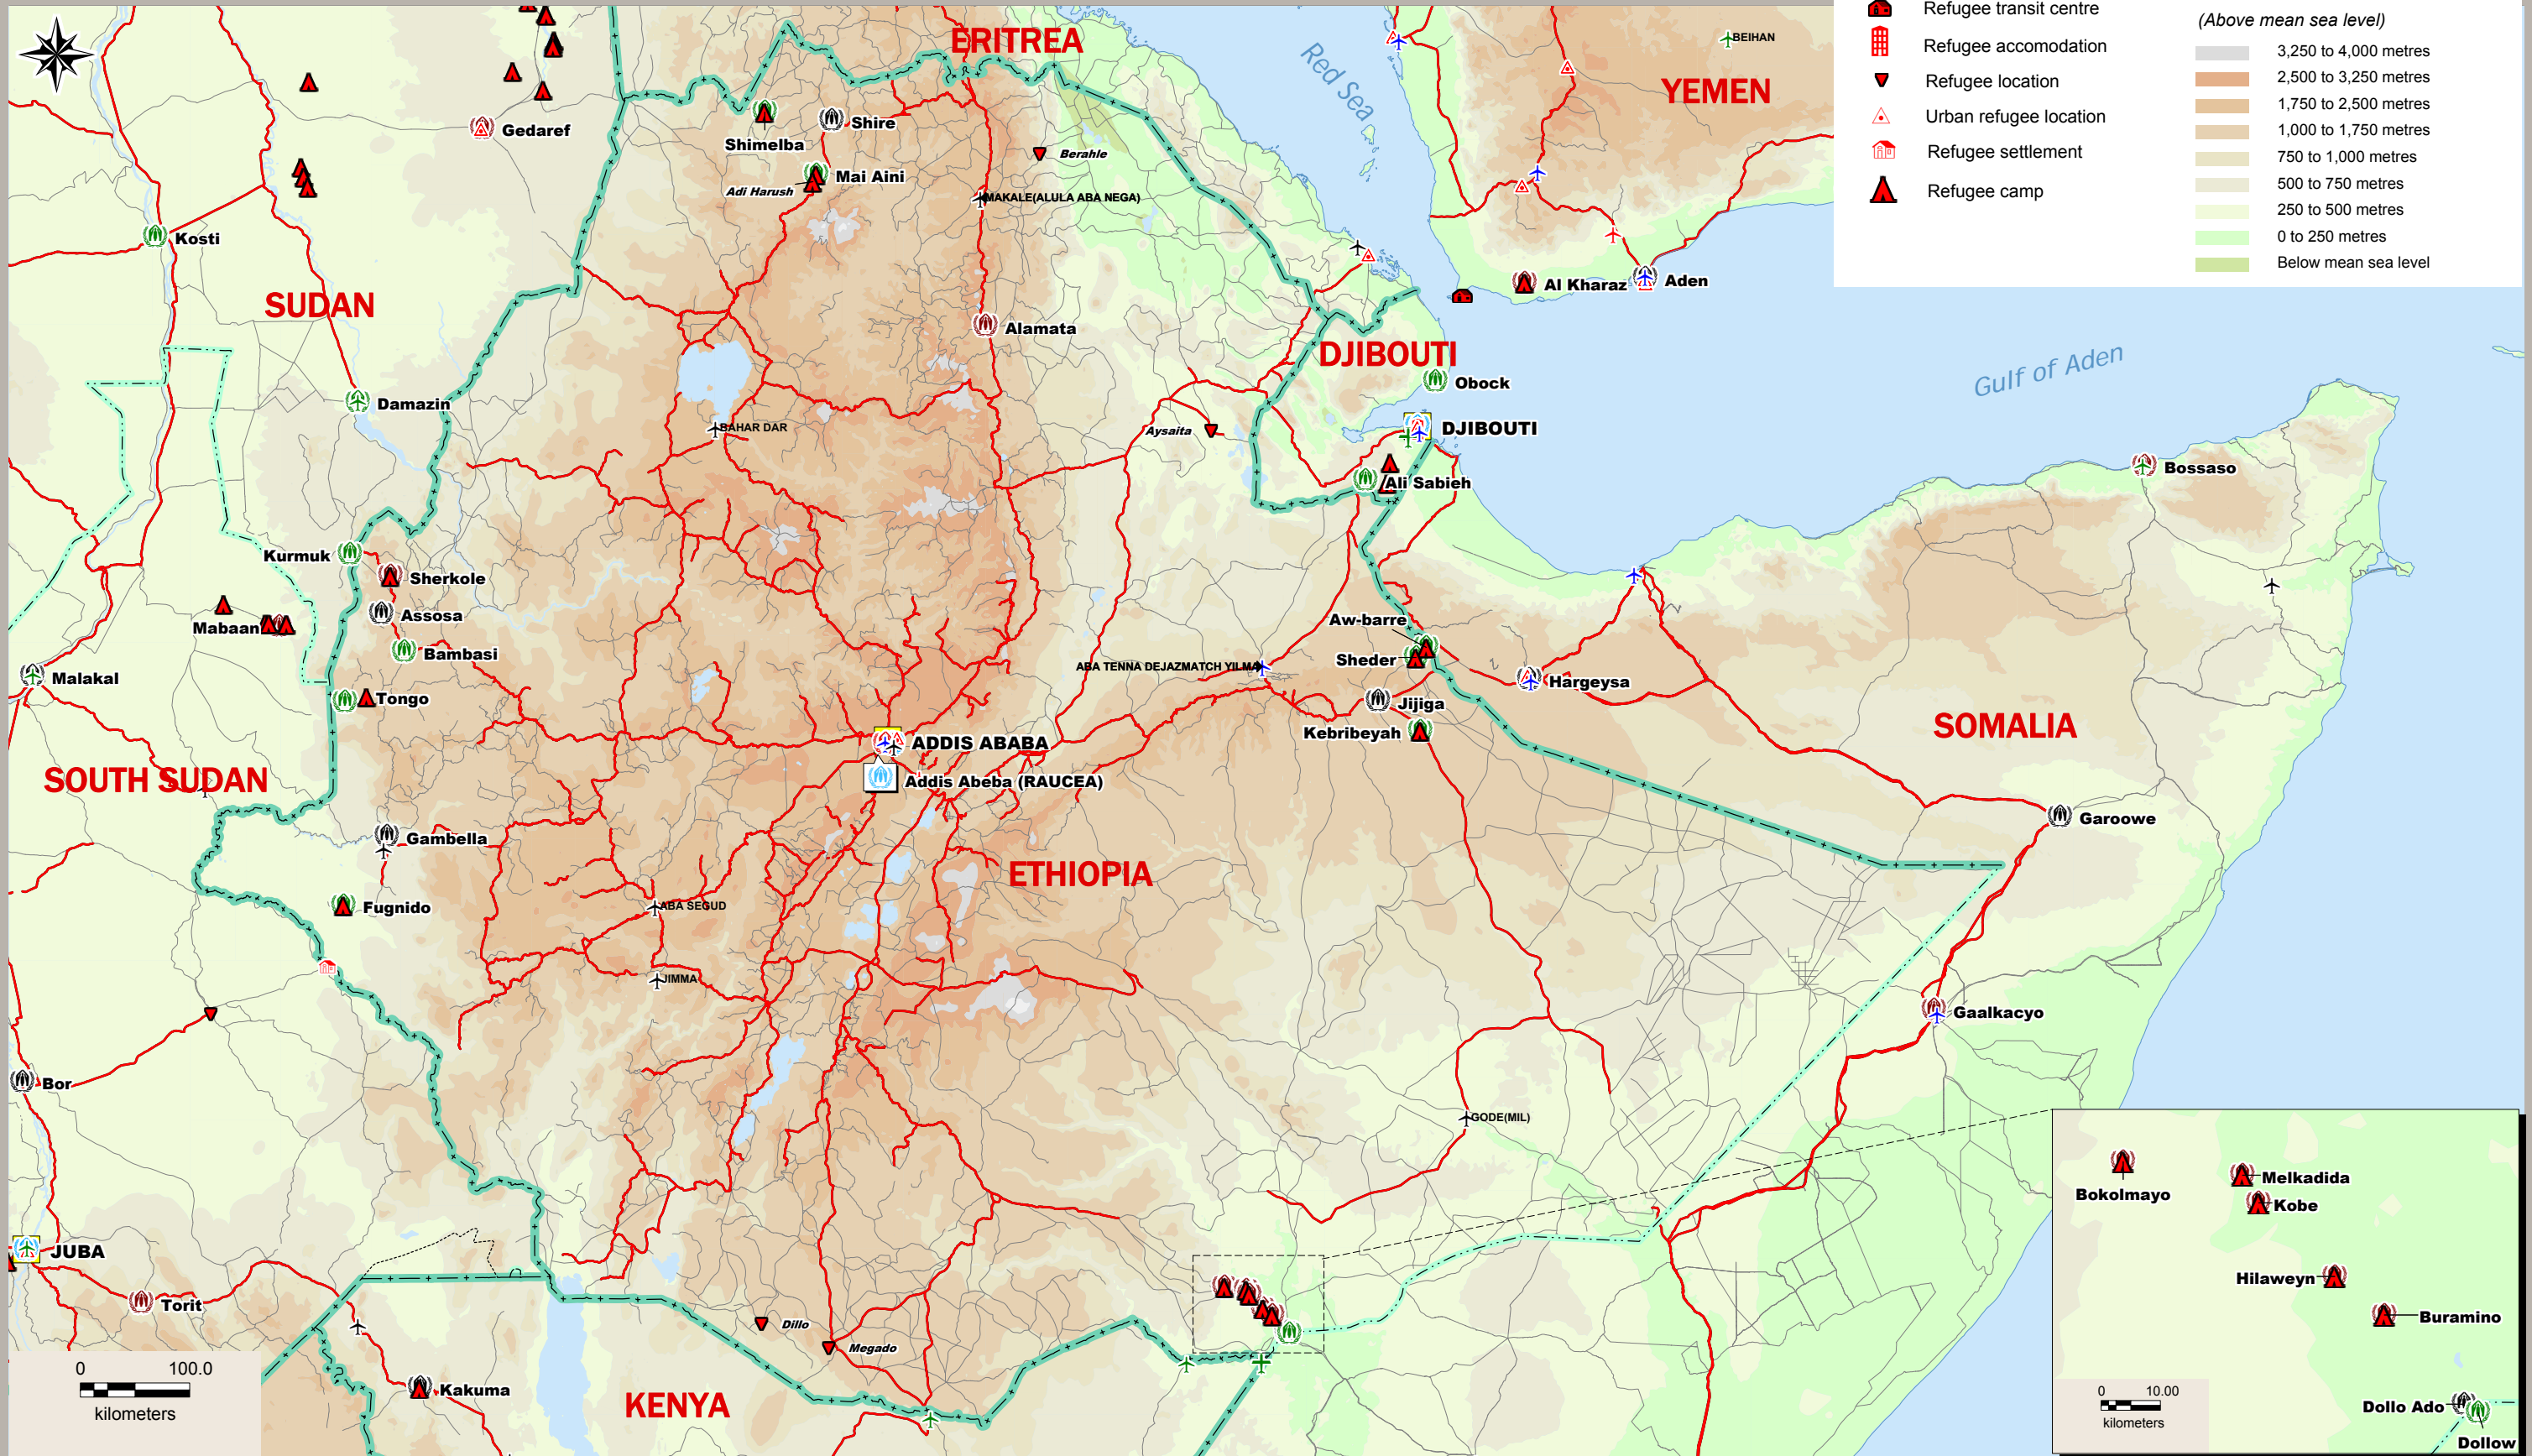 Refugee transit centre
Refugee accomodation
Refugee location
Urban refugee location
Refugee settlement
Refugee camp
(Above mean sea level)
3,250 to 4,000 metres
2,500 to 3,250 metres
1,750 to 2,500 metres
1,000 to 1,750 metres
750 to 1,000 metres
500 to 750 metres
250 to 500 metres
0 to 250 metres
Below mean sea level
ERITREA
Red Sea
BEIHAN
YEMEN
Gedaref
Shimelba
Shire
Berahle
Adi Harush
Mai Aini
MAKALE(ALULA ABA NEGA)
Kosti
Al Kharaz
Aden
SUDAN
Alamata
DJIBOUTI
Gulf of Aden
Obock
Damazin
BAHAR DAR
Aysaita
DJIBOUTI
Ali Sabieh
Bossaso
Kurmuk
Sherkole
Assosa
Mabaan
Bambasi
Aw-barre
Sheder
ABA TENNA DEJAZMATCH YILMA
Malakal
Tongo
Hargeysa
Jijiga
Kebribeyah
SOMALIA
ADDIS ABABA
Addis Abeba (RAUCEA)
SOUTH SUDAN
Garoowe
Gambella
ETHIOPIA
Fugnido
ABA SEGUD
JIMMA
Gaalkacyo
Bor
GODE(MIL)
JUBA
Torit
Dillo
Megado
Kakuma
KENYA
0 100.0
kilometers
Bokolmayo
Melkadida
Kobe
Hilaweyn
Buramino
Dollo Ado
Dollow
0 10.00
kilometers